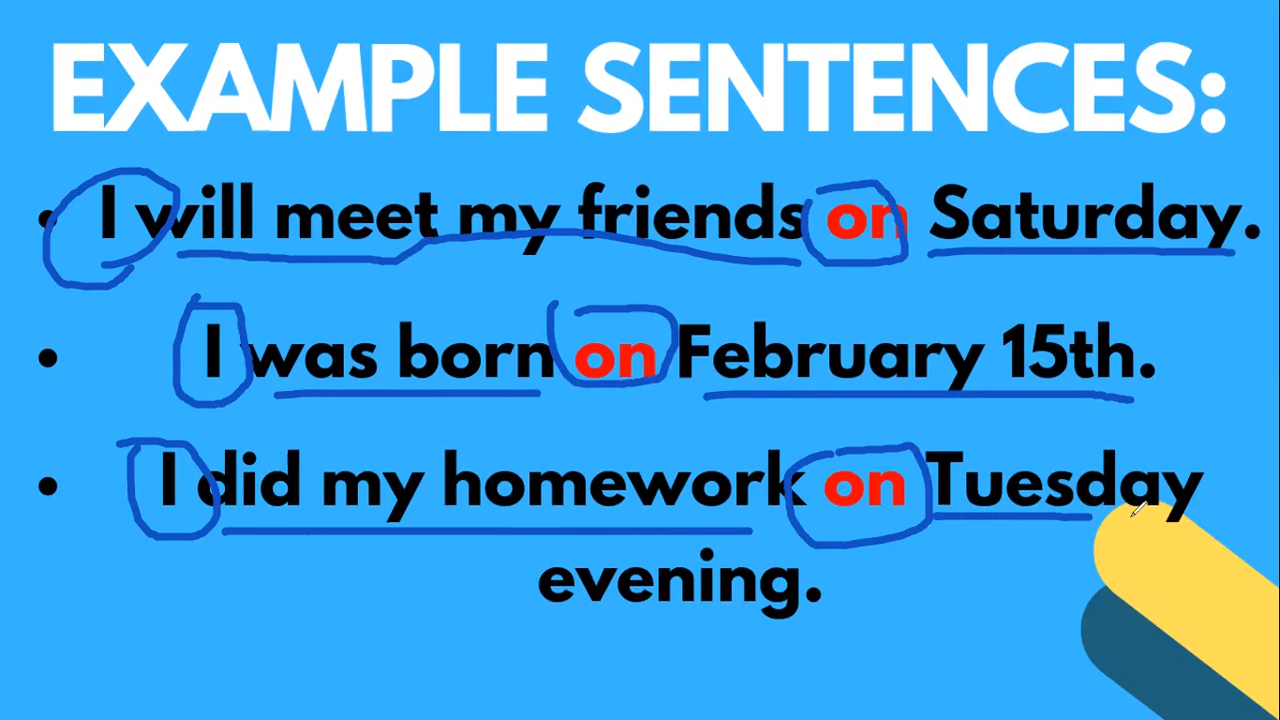 EXAMPLE SENTENCES:
• I will meet my friends on Saturday.
• I was born on February 15th.
• I did my homework on Tuesday
evening.